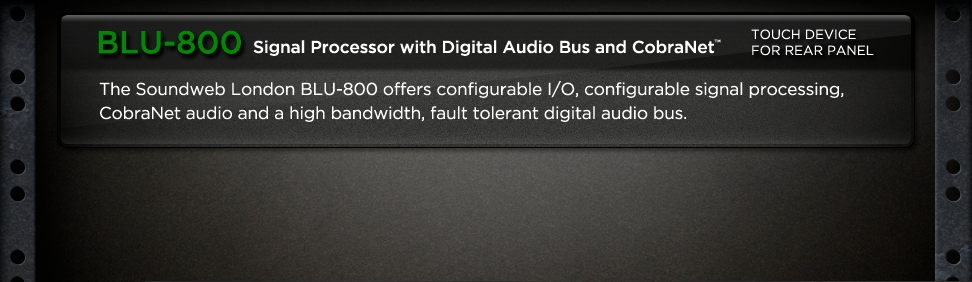 BLU-800 Signal Processor with Digital Audio Bus and CobraNet™
TOUCH DEVICE
FOR REAR PANEL
The Soundweb London BLU-800 offers configurable I/O, configurable signal processing,
CobraNet audio and a high bandwidth, fault tolerant digital audio bus.